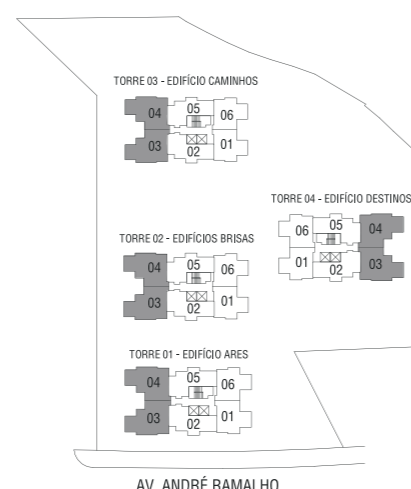 TORRE 03 - EDIFÍCIO CAMINHOS
04 05 06
03 02 01
TORRE 04 - EDIFÍCIO DESTINOS
06 05 04
01 02 03
TORRE 02 - EDIFÍCIOS BRISAS
04 05 06
03 02 01
TORRE 01 - EDIFÍCIO ARES
04 05 06
03 02 01
AV. ANDRÉ RAMALHO